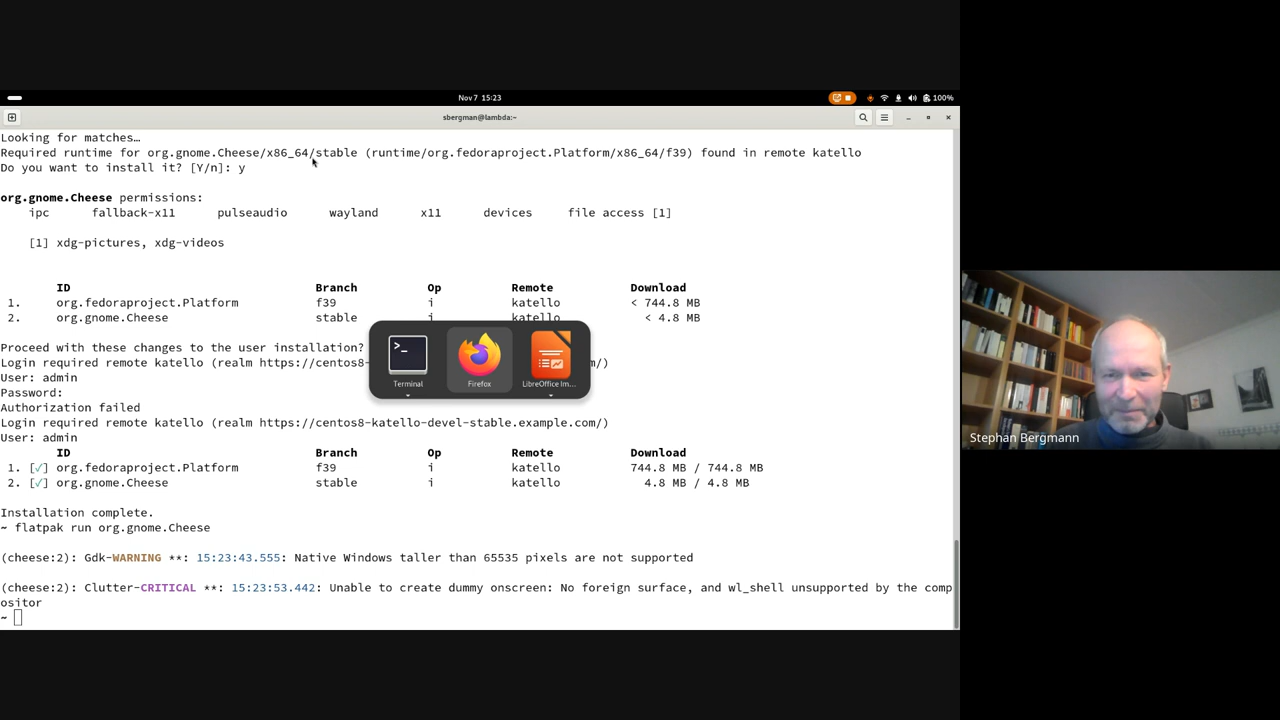 Nov 7 15:23
100%
sbergman@lambda:~
Looking for matches…
Required runtime for org.gnome.Cheese/x86_64/stable (runtime/org.fedoraproject.Platform/x86_64/f39) found in remote katello
Do you want to install it? [Y/n]: y
org.gnome.Cheese permissions:
ipc fallback-x11 pulseaudio wayland x11 devices file access [1]
[1] xdg-pictures, xdg-videos
ID Branch Op Remote Download
1. org.fedoraproject.Platform f39 i katello < 744.8 MB
2. org.gnome.Cheese stable i katello < 4.8 MB
Proceed with these changes to the user installation?
Login required remote katello (realm https://centos8- m/)
User: admin
Password:
Authorization failed
Login required remote katello (realm https://centos8-katello-devel-stable.example.com/)
User: admin
ID Branch Op Remote Download
1. [✓] org.fedoraproject.Platform f39 i katello 744.8 MB / 744.8 MB
2. [✓] org.gnome.Cheese stable i katello 4.8 MB / 4.8 MB
Installation complete.
~ flatpak run org.gnome.Cheese
(cheese:2): Gdk-WARNING **: 15:23:43.555: Native Windows taller than 65535 pixels are not supported
(cheese:2): Clutter-CRITICAL **: 15:23:53.442: Unable to create dummy onscreen: No foreign surface, and wl_shell unsupported by the comp
ositor
~
>_
Terminal
Firefox
LibreOffice Im...
Stephan Bergmann